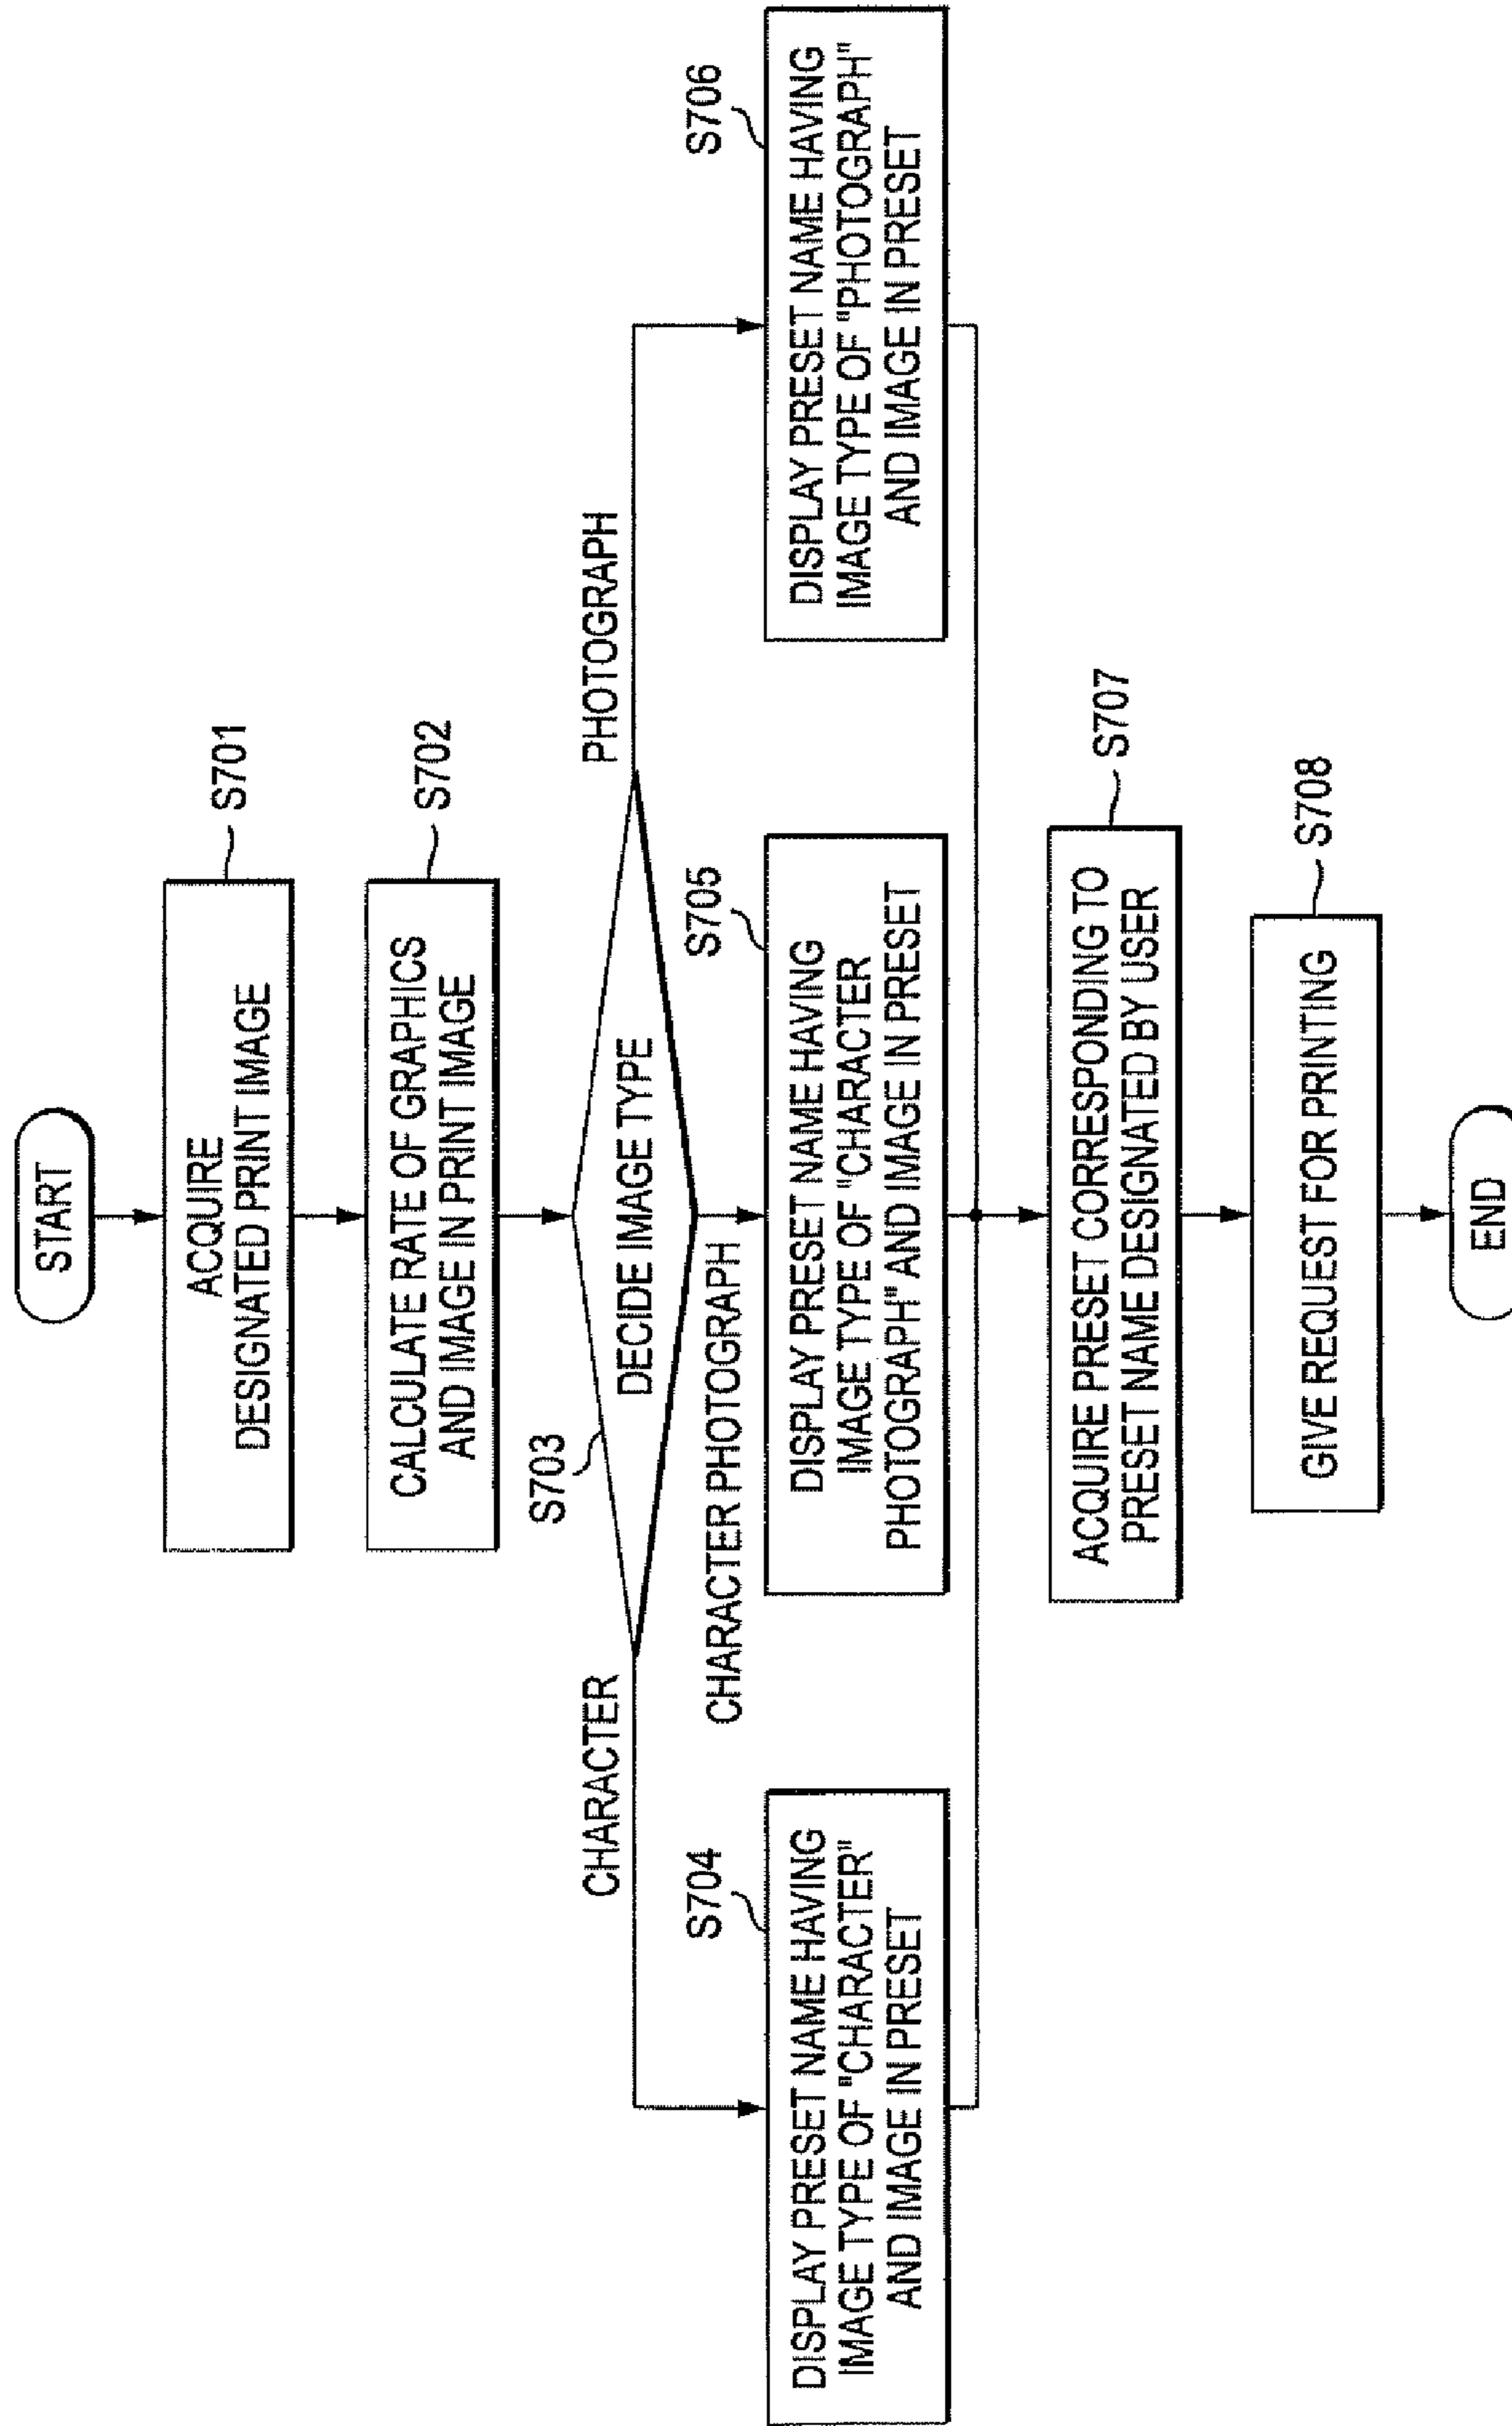 START
ACQUIRE
DESIGNATED PRINT IMAGE
S701
CALCULATE RATE OF GRAPHICS
AND IMAGE IN PRINT IMAGE
S702
S703
DECIDE IMAGE TYPE
CHARACTER
CHARACTER PHOTOGRAPH
PHOTOGRAPH
S704
DISPLAY PRESET NAME HAVING
IMAGE TYPE OF "CHARACTER"
AND IMAGE IN PRESET
S705
DISPLAY PRESET NAME HAVING
IMAGE TYPE OF "CHARACTER
PHOTOGRAPH" AND IMAGE IN PRESET
S706
DISPLAY PRESET NAME HAVING
IMAGE TYPE OF "PHOTOGRAPH"
AND IMAGE IN PRESET
S707
ACQUIRE PRESET CORRESPONDING TO
PRESET NAME DESIGNATED BY USER
S708
GIVE REQUEST FOR PRINTING
END